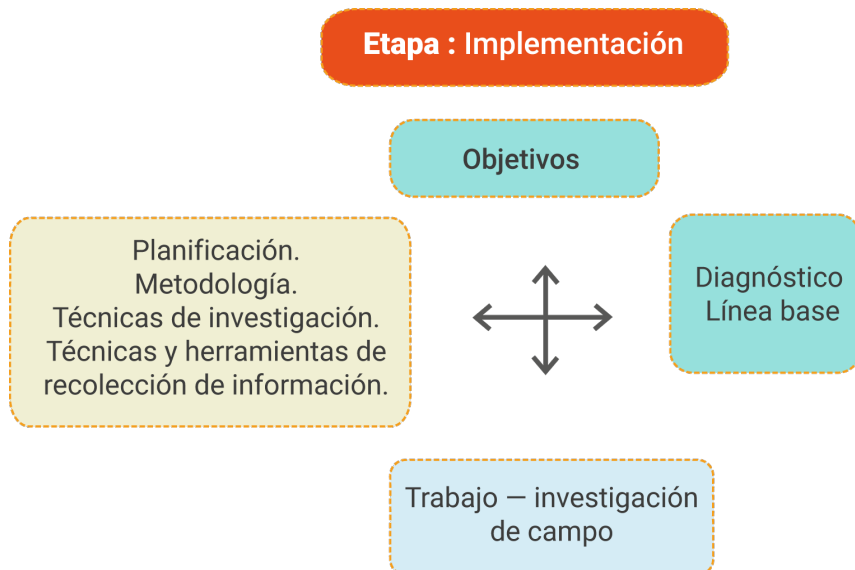 Etapa : Implementación
Objetivos
Planificación.
Metodología.
Técnicas de investigación.
Técnicas y herramientas de
recolección de información.
Diagnóstico
Línea base
Trabajo — investigación
de campo